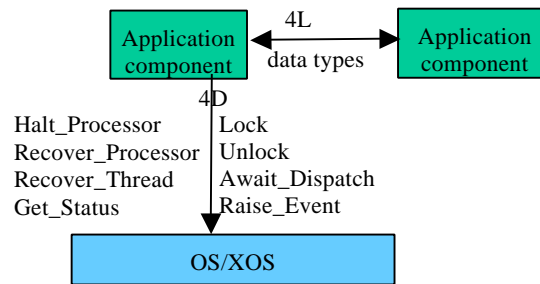 Application
component
4L
data types
Application
component
4D
Halt_Processor
Recover_Processor
Recover_Thread
Get_Status
Lock
Unlock
Await_Dispatch
Raise_Event
OS/XOS